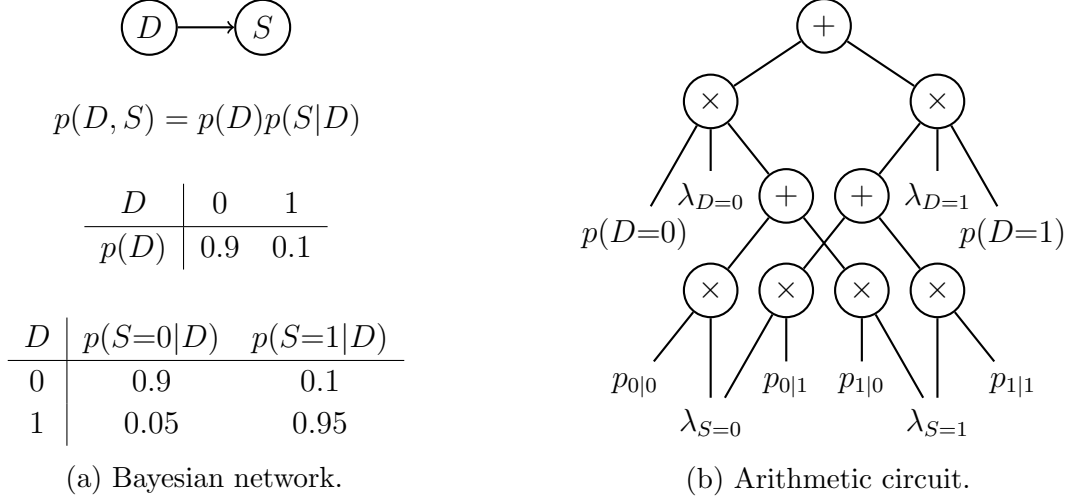 D S
p(D, S) = p(D)p(S|D)
D 0 1
p(D) 0.9 0.1
D p(S=0|D) p(S=1|D)
0 0.9 0.1
1 0.05 0.95
(a) Bayesian network.
+
× ×
λ_{D=0} + + λ_{D=1}
p(D=0) p(D=1)
× × × ×
p_{0|0} p_{0|1} p_{1|0} p_{1|1}
λ_{S=0} λ_{S=1}
(b) Arithmetic circuit.